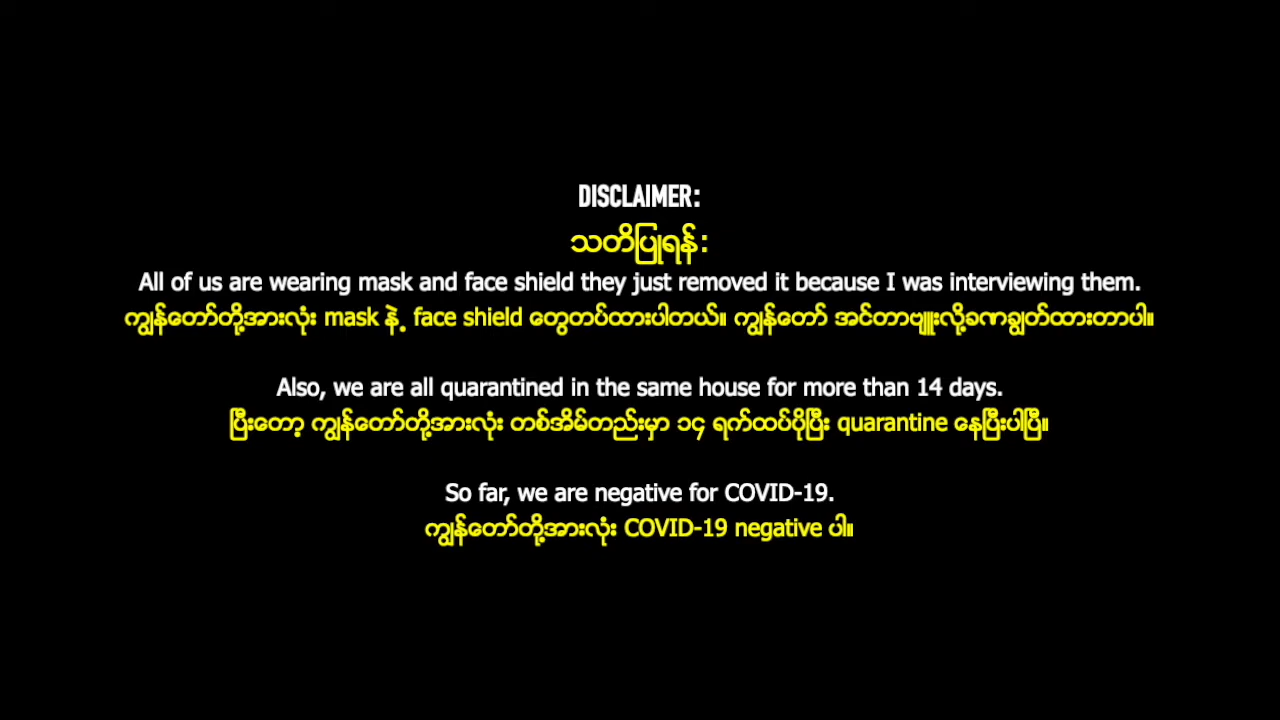 DISCLAIMER:
သတိပြုရန်:
All of us are wearing mask and face shield they just removed it because I was interviewing them.
ကျွန်တော်တို့အားလုံး mask နဲ့ face shield တွေတပ်ထားပါတယ်။ ကျွန်တော် အင်တာဗျူးလို့ခဏချွတ်ထားတာပါ။
Also, we are all quarantined in the same house for more than 14 days.
ပြီးတော့ ကျွန်တော်တို့အားလုံး တစ်အိမ်တည်းမှာ ၁၄ ရက်ထပ်ပိုပြီး quarantine နေပြီးပါပြီ။
So far, we are negative for COVID-19.
ကျွန်တော်တို့အားလုံး COVID-19 negative ပါ။